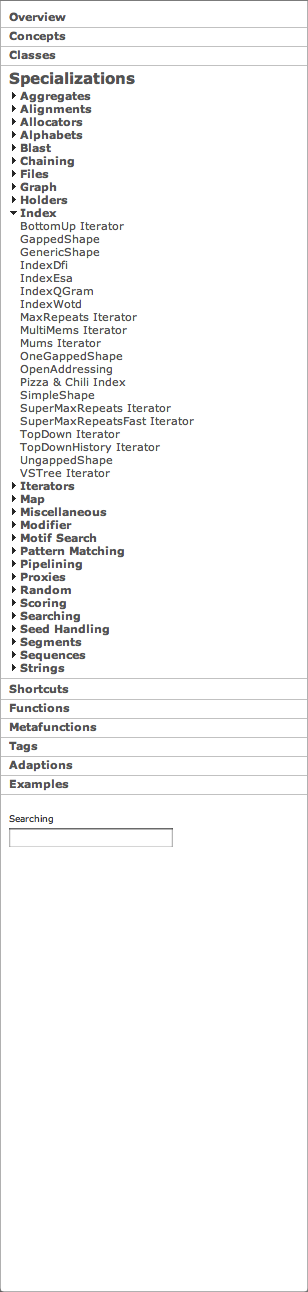 Overview
Concepts
Classes
Specializations
Aggregates
Alignments
Allocators
Alphabets
Blast
Chaining
Files
Graph
Holders
Index
BottomUp Iterator
GappedShape
GenericShape
IndexDfi
IndexEsa
IndexQGram
IndexWotd
MaxRepeats Iterator
MultiMems Iterator
Mums Iterator
OneGappedShape
OpenAddressing
Pizza & Chili Index
SimpleShape
SuperMaxRepeats Iterator
SuperMaxRepeatsFast Iterator
TopDown Iterator
TopDownHistory Iterator
UngappedShape
VSTree Iterator
Iterators
Map
Miscellaneous
Modifier
Motif Search
Pattern Matching
Pipelining
Proxies
Random
Scoring
Searching
Seed Handling
Segments
Sequences
Strings
Shortcuts
Functions
Metafunctions
Tags
Adaptions
Examples
Searching